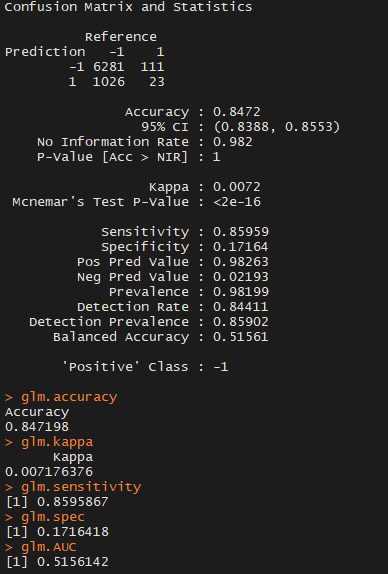 Confusion Matrix and Statistics
Reference
Prediction -1 1
-1 6281 111
1 1026 23
Accuracy : 0.8472
95% CI : (0.8388, 0.8553)
No Information Rate : 0.982
P-Value [Acc > NIR] : 1
Kappa : 0.0072
Mcnemar's Test P-Value : <2e-16
Sensitivity : 0.85959
Specificity : 0.17164
Pos Pred Value : 0.98263
Neg Pred Value : 0.02193
Prevalence : 0.98199
Detection Rate : 0.84411
Detection Prevalence : 0.85902
Balanced Accuracy : 0.51561
'Positive' Class : -1
> glm.accuracy
Accuracy
0.847198
> glm.kappa
Kappa
0.007176376
> glm.sensitivity
[1] 0.8595867
> glm.spec
[1] 0.1716418
> glm.AUC
[1] 0.5156142